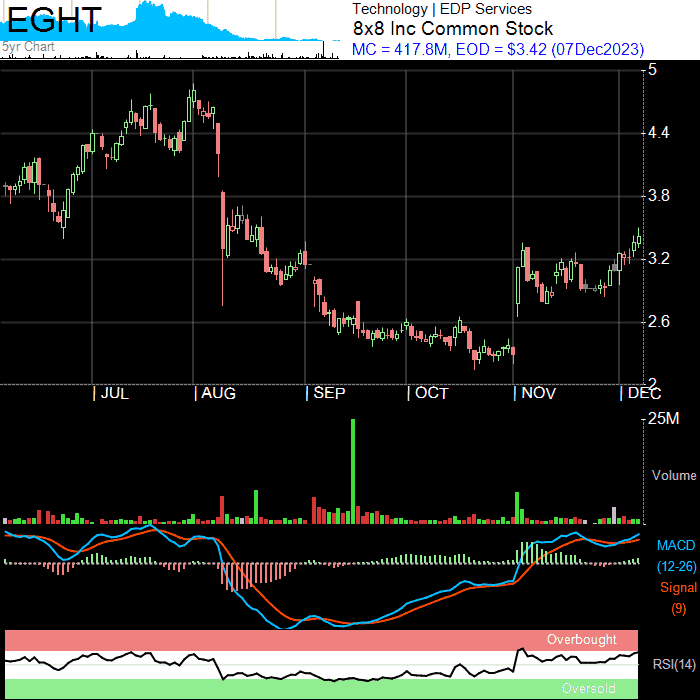 EGHT
5yr Chart
Technology | EDP Services
8x8 Inc Common Stock
MC = 417.8M, EOD = $3.42 (07Dec2023)
5
4.4
3.8
3.2
2.6
2
JUL AUG SEP OCT NOV DEC
25M
Volume
MACD
(12-26)
Signal
(9)
Overbought
RSI(14)
Oversold